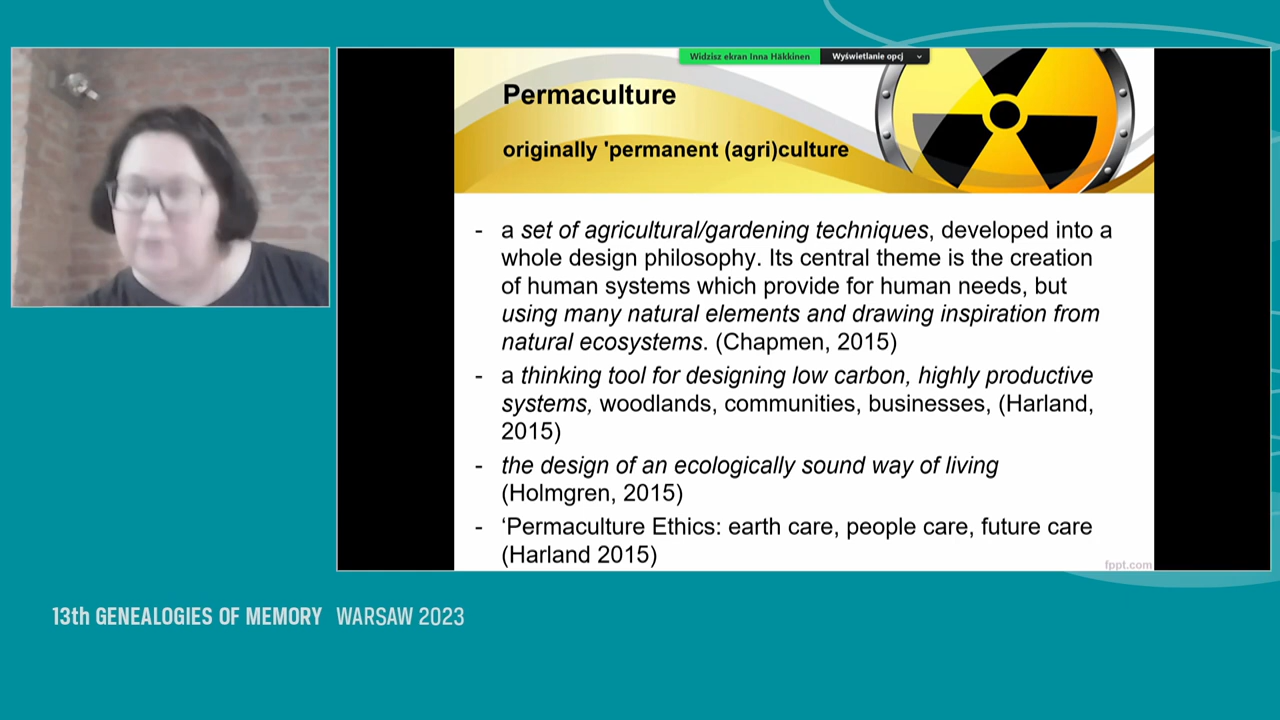 Widzisz ekran Inna Häkkinen
Wyświetlanie opcj
Permaculture
originally 'permanent (agri)culture
- a set of agricultural/gardening techniques, developed into a
whole design philosophy. Its central theme is the creation
of human systems which provide for human needs, but
using many natural elements and drawing inspiration from
natural ecosystems. (Chapmen, 2015)
- a thinking tool for designing low carbon, highly productive
systems, woodlands, communities, businesses, (Harland,
2015)
- the design of an ecologically sound way of living
(Holmgren, 2015)
- ‘Permaculture Ethics: earth care, people care, future care
(Harland 2015)
fppt.com
13th GENEALOGIES OF MEMORY WARSAW 2023